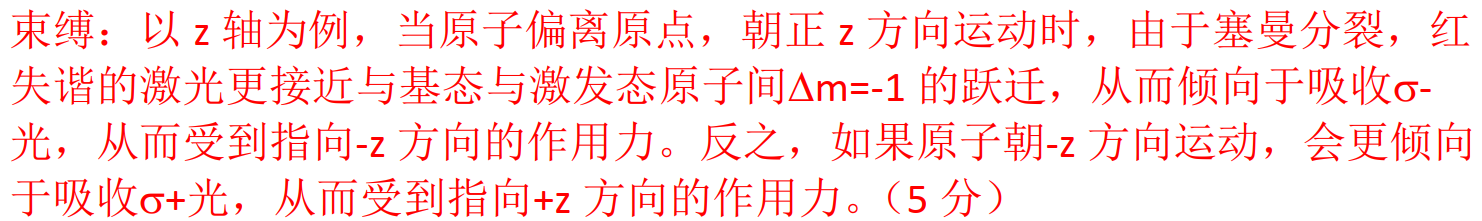 束缚：以 z 轴为例，当原子偏离原点，朝正 z 方向运动时，由于塞曼分裂，红
失谐的激光更接近与基态与激发态原子间Δm=-1 的跃迁，从而倾向于吸收σ-
光，从而受到指向-z 方向的作用力。反之，如果原子朝-z 方向运动，会更倾向
于吸收σ+光，从而受到指向+z 方向的作用力。（5 分）